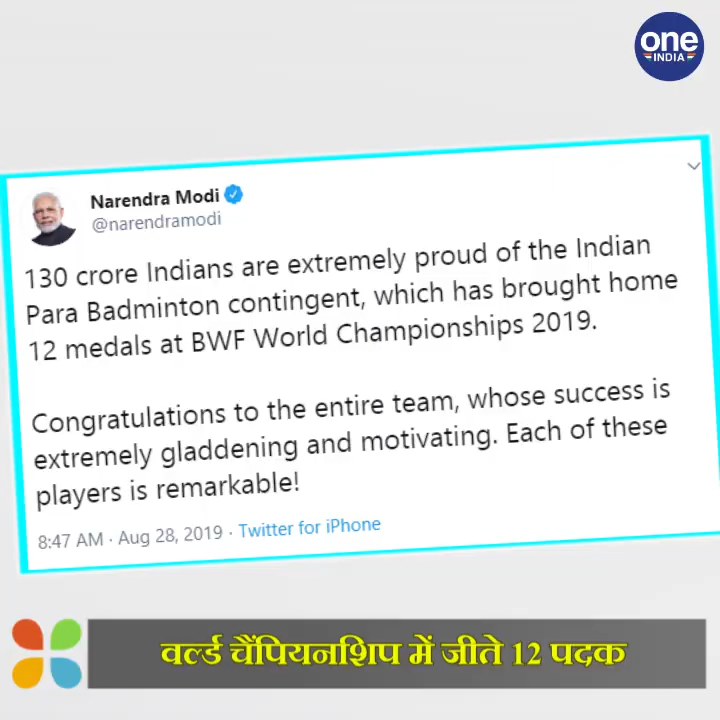 one
INDIA
Narendra Modi
@narendramodi
130 crore Indians are extremely proud of the Indian
Para Badminton contingent, which has brought home
12 medals at BWF World Championships 2019.
Congratulations to the entire team, whose success is
extremely gladdening and motivating. Each of these
players is remarkable!
8:47 AM · Aug 28, 2019 · Twitter for iPhone
वर्ल्ड चैंपियनशिप में जीते 12 पदक